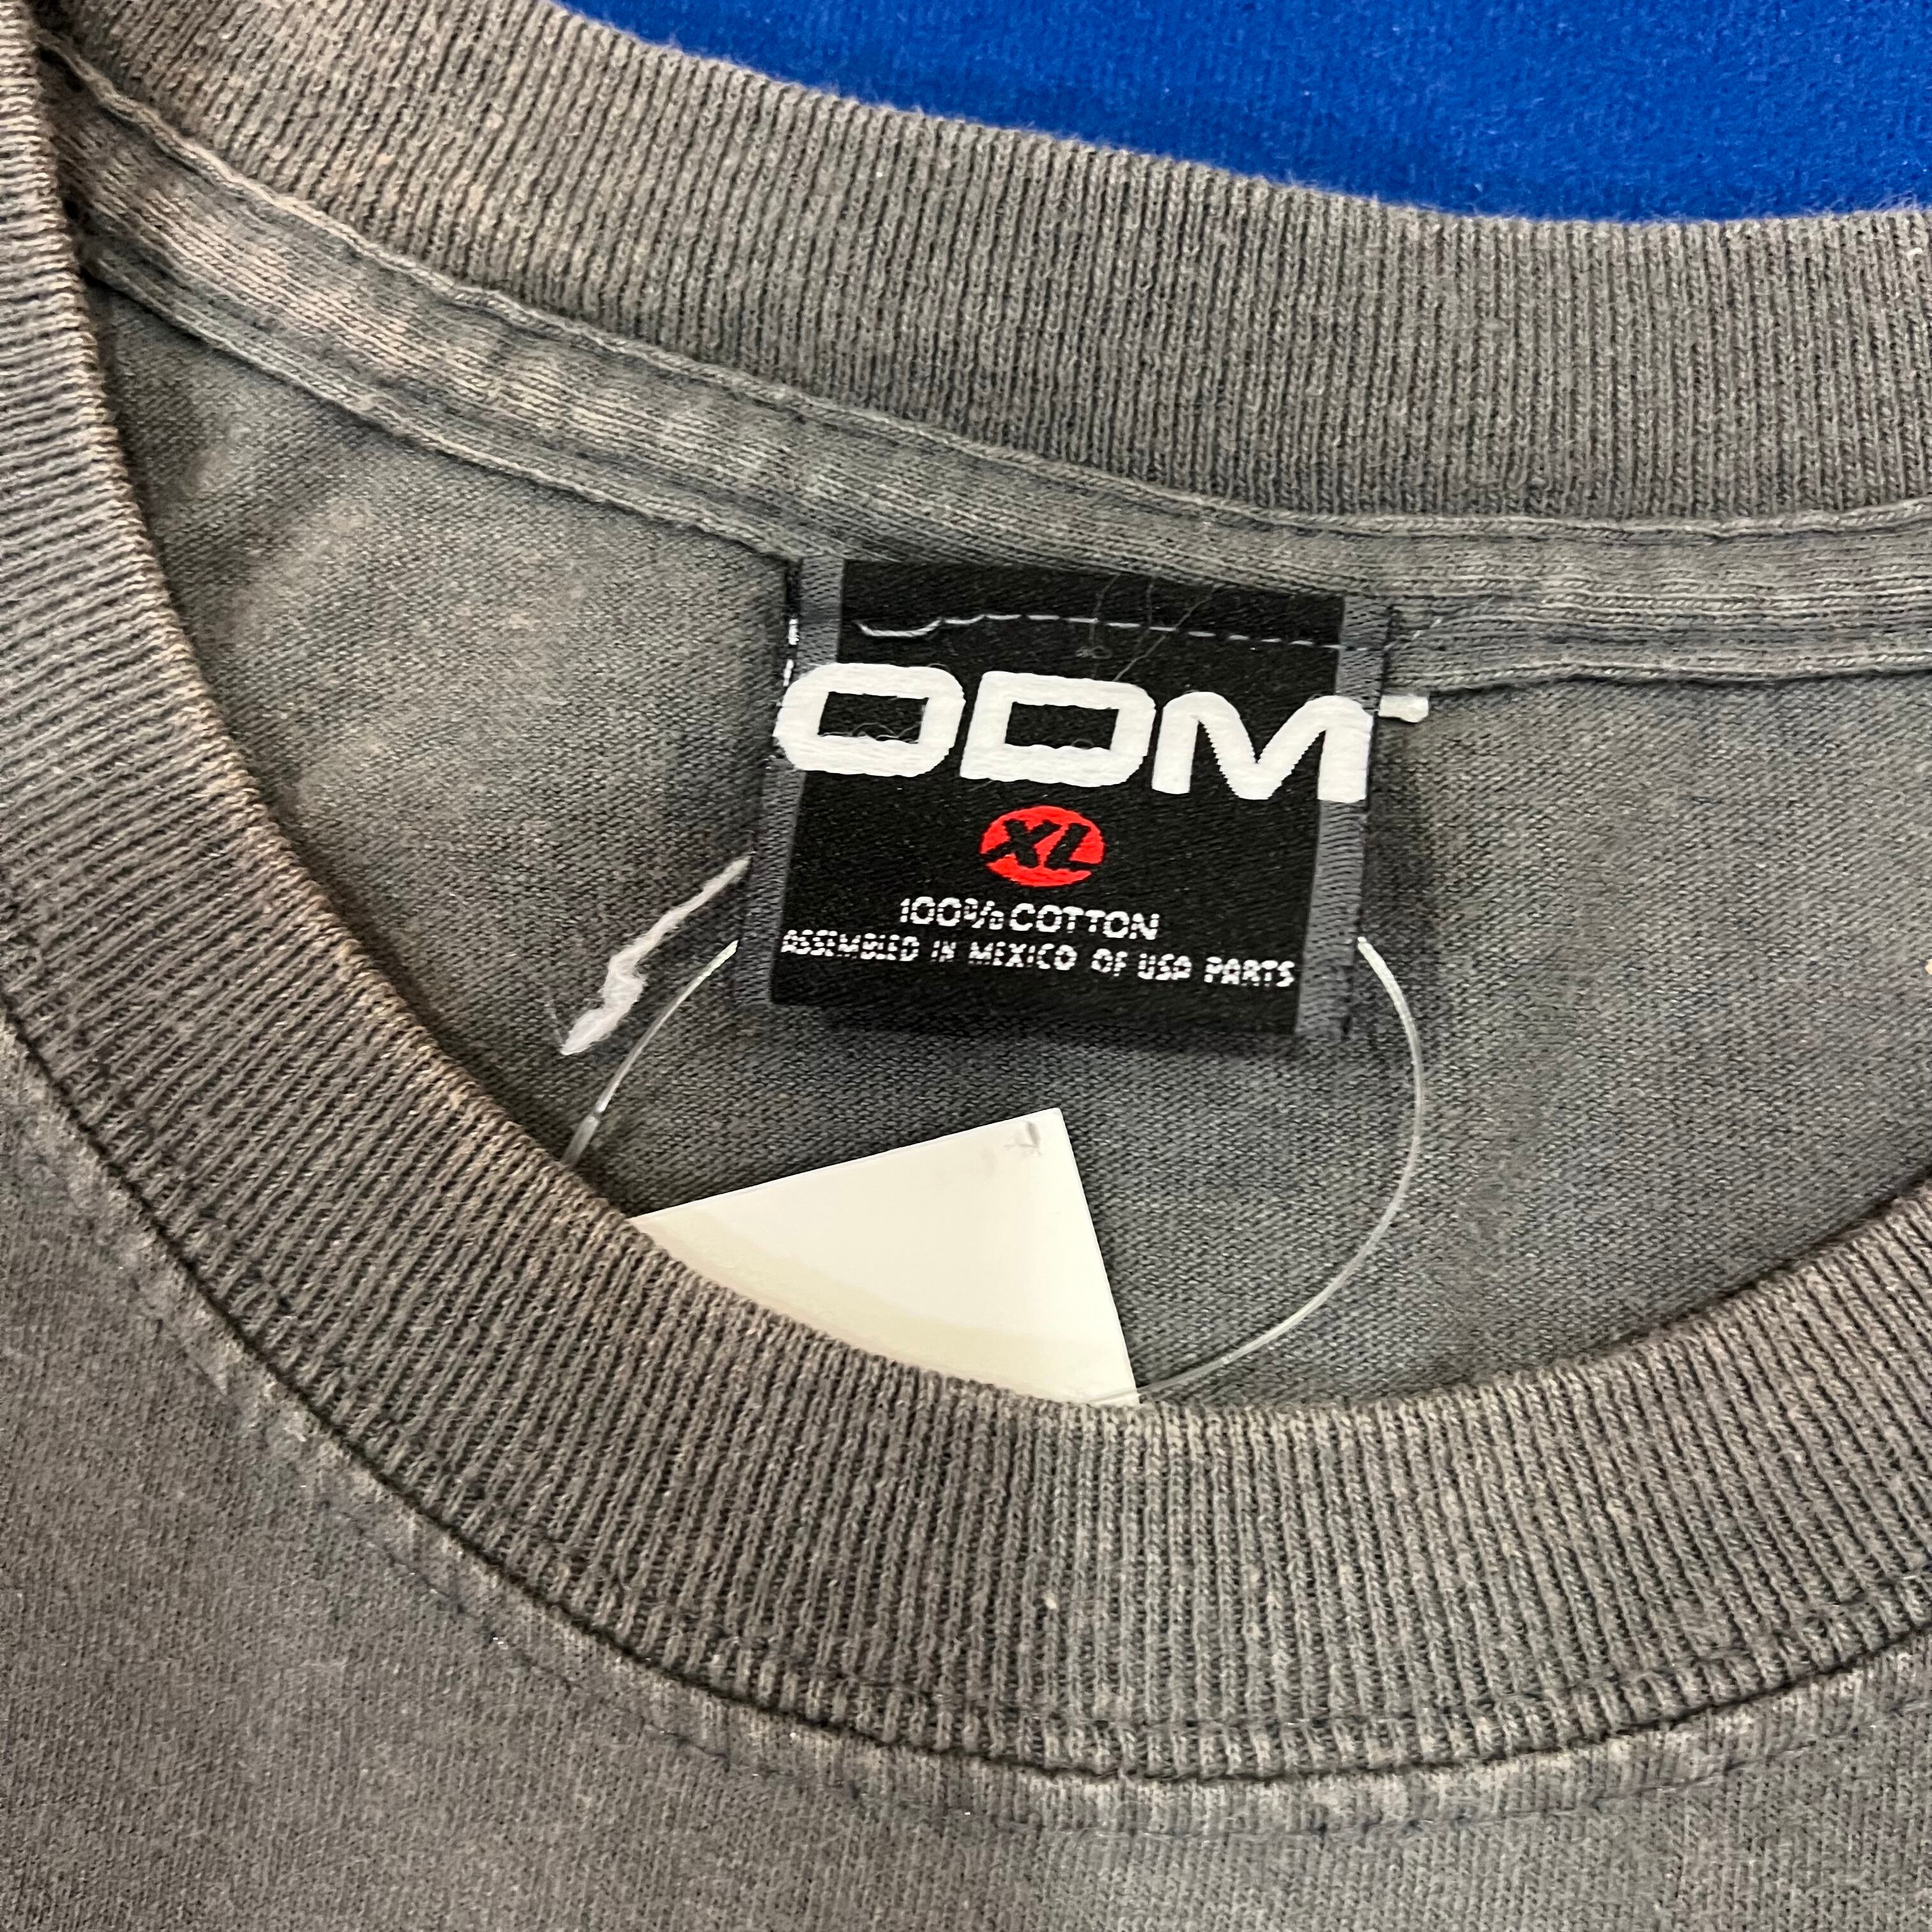 ODM
XL
100% COTTON
ASSEMBLED IN MEXICO OF USA PARTS